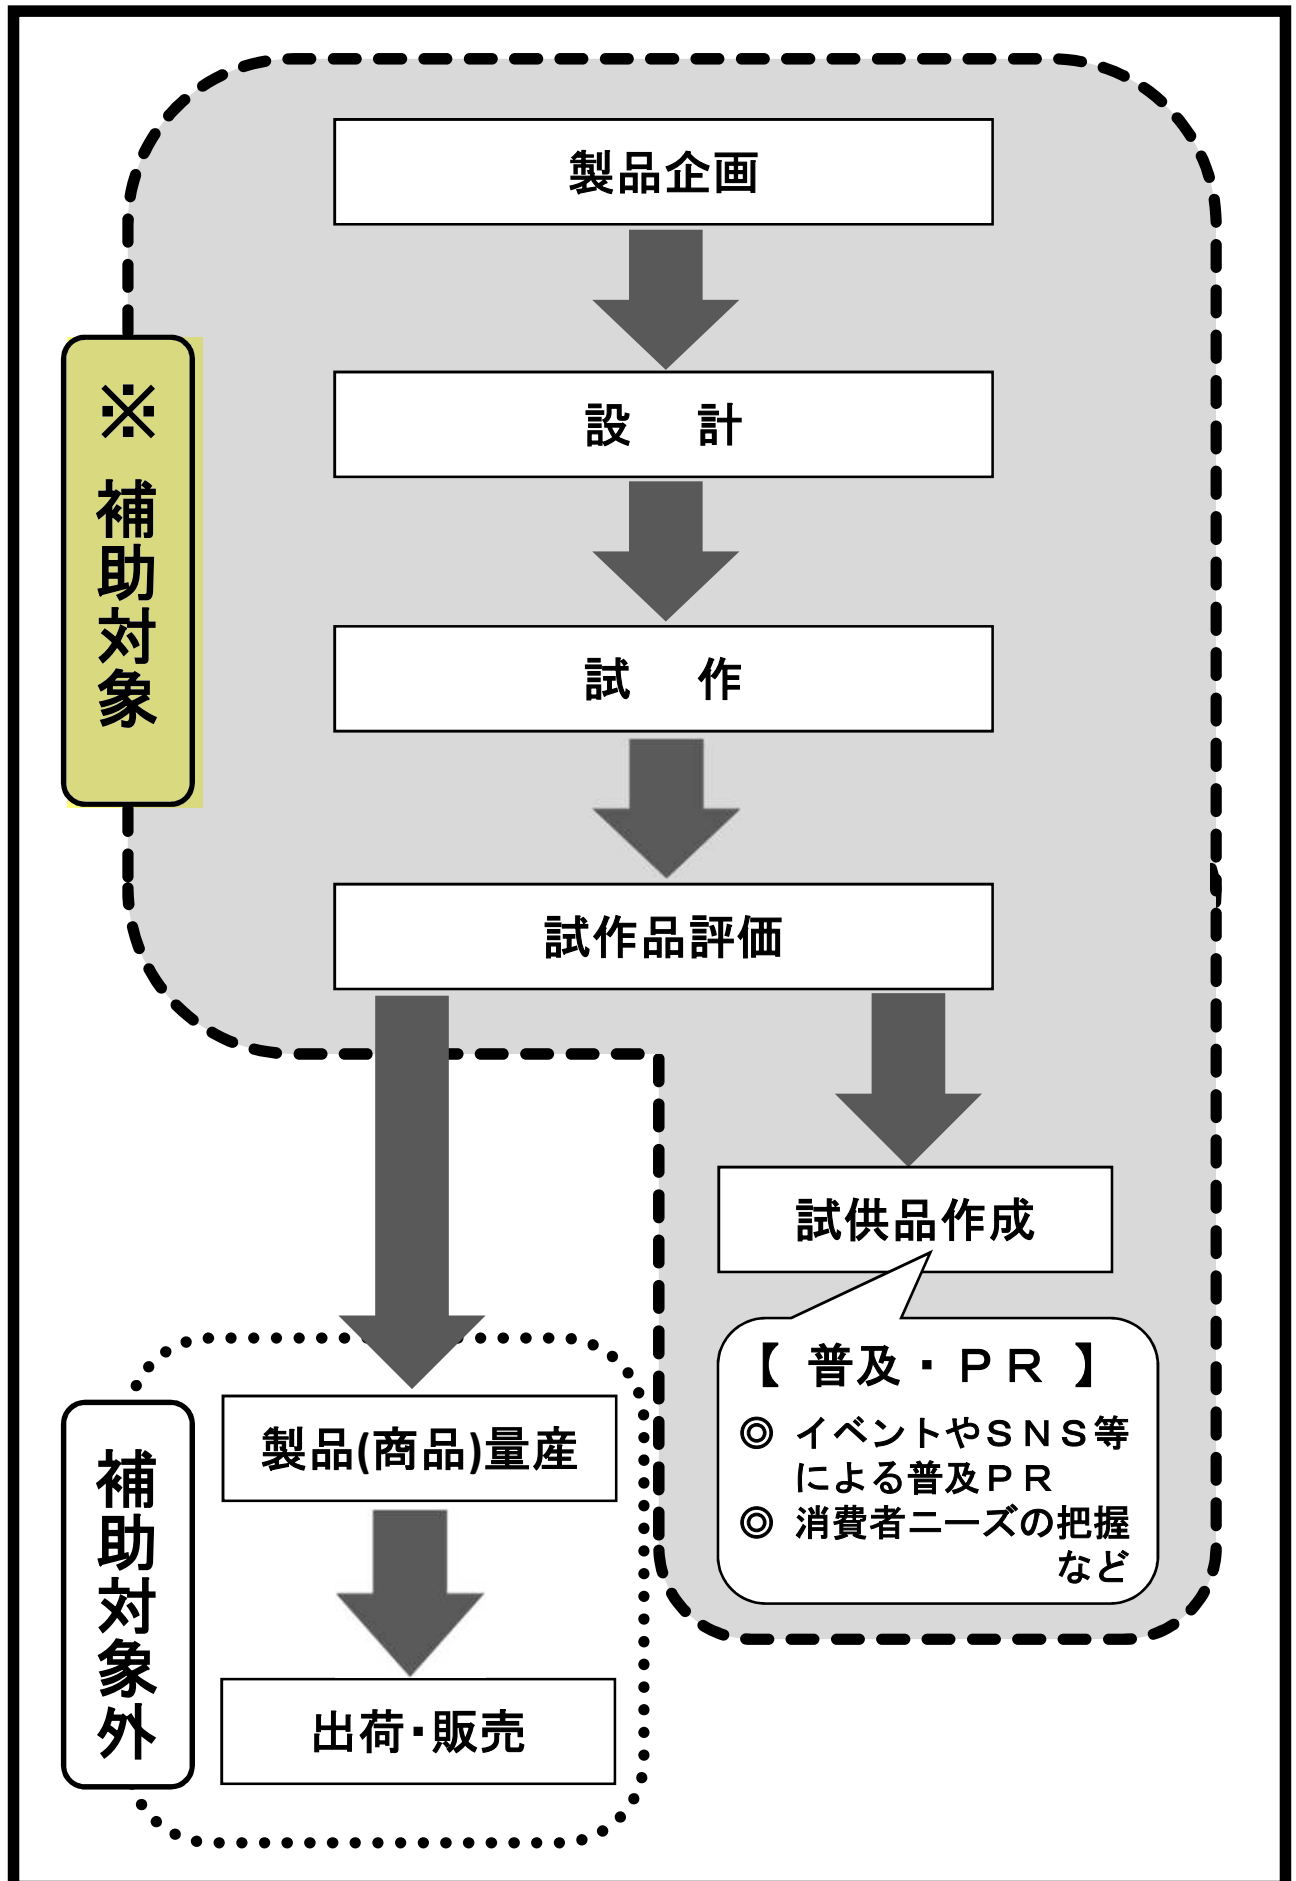 製品企画
設　計
試　作
試作品評価
※ 補助対象
試供品作成
【 普及・ＰＲ 】
◎ イベントやＳＮＳ等
による普及ＰＲ
◎ 消費者ニーズの把握
など
補助対象外
製品(商品)量産
出荷・販売